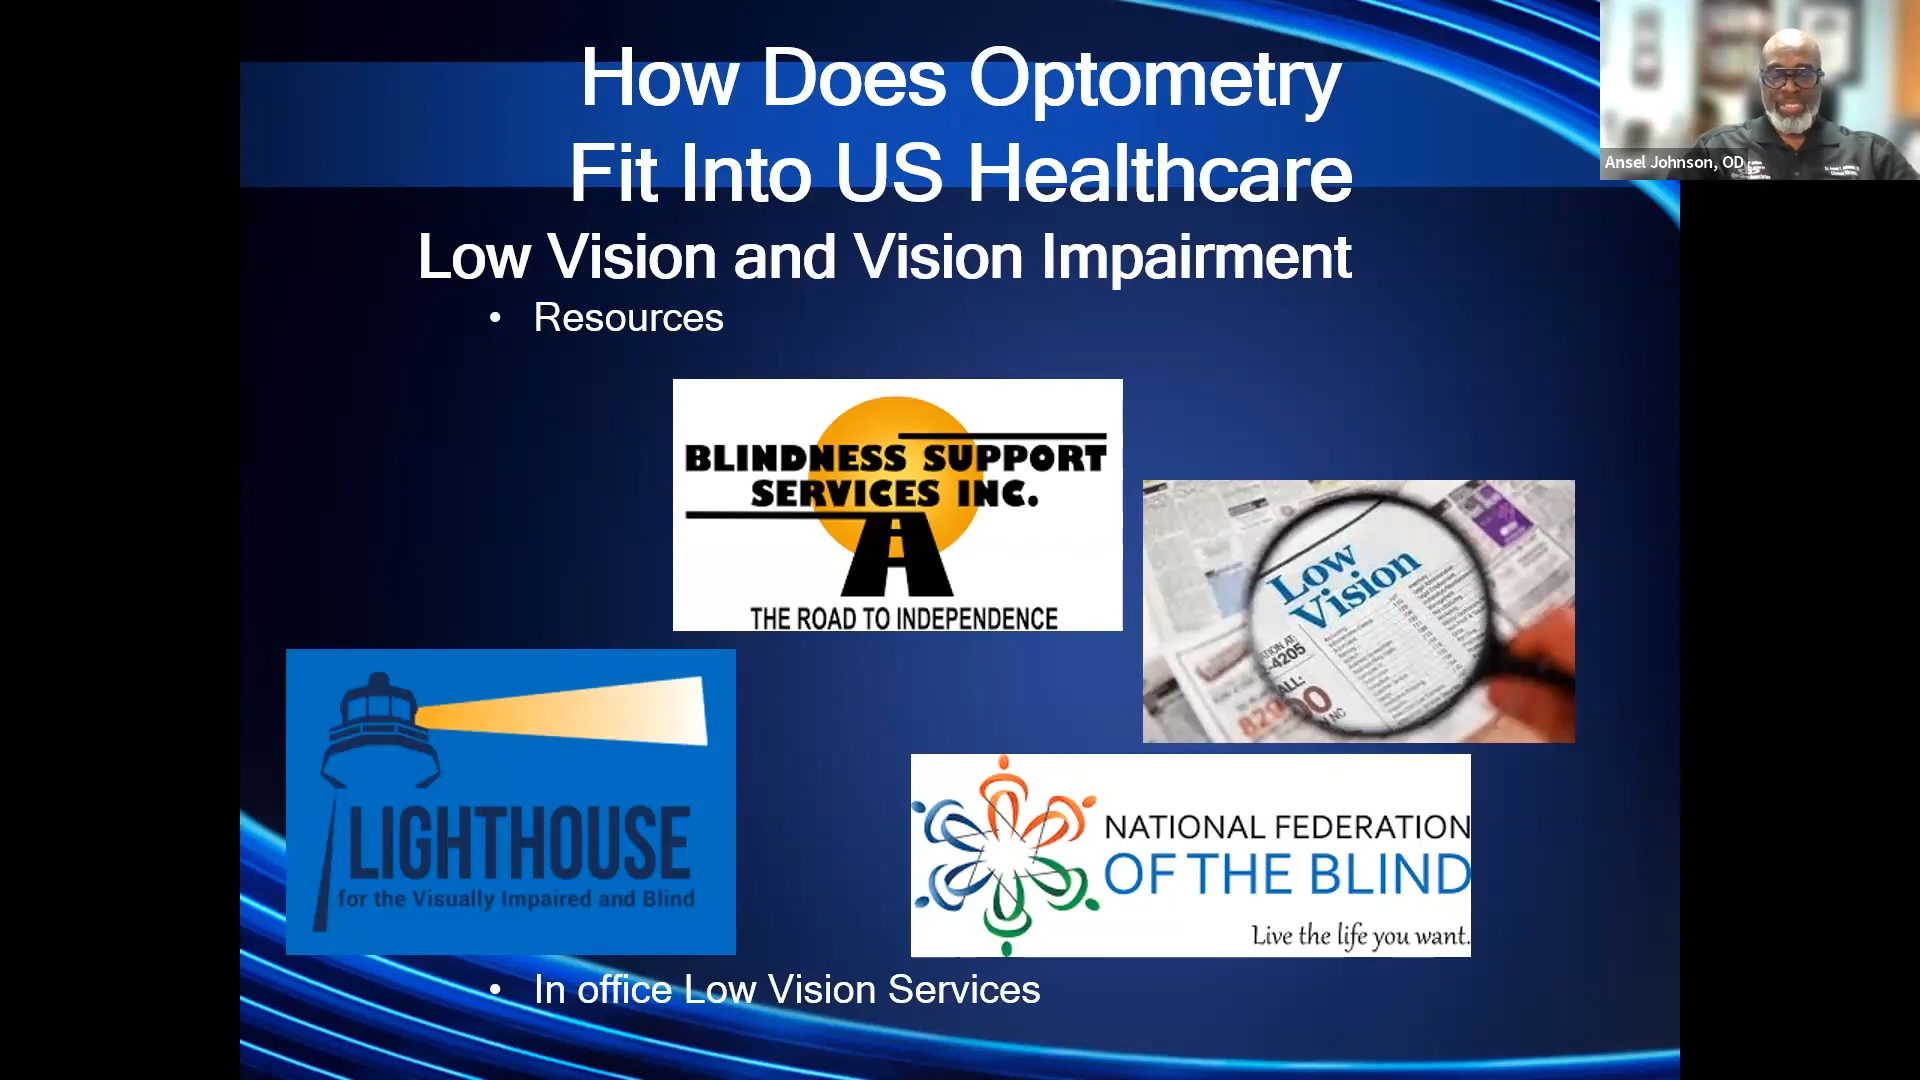 How Does Optometry
Fit Into US Healthcare
Ansel Johnson, OD
Low Vision and Vision Impairment
• Resources
BLINDNESS SUPPORT
SERVICES INC.
THE ROAD TO INDEPENDENCE
Low
Vision
-4205
LIGHTHOUSE
for the Visually Impaired and Blind
NATIONAL FEDERATION
OF THE BLIND
Live the life you want.
• In office Low Vision Services